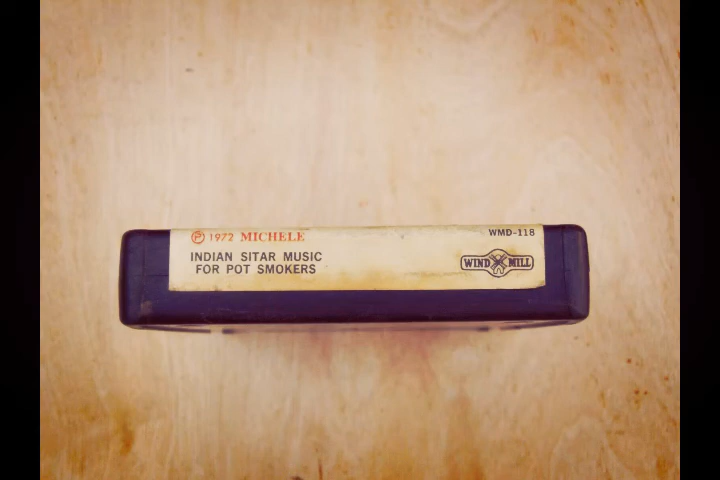 ℗ 1972 MICHELE
WMD-118
INDIAN SITAR MUSIC
FOR POT SMOKERS
WIND MILL